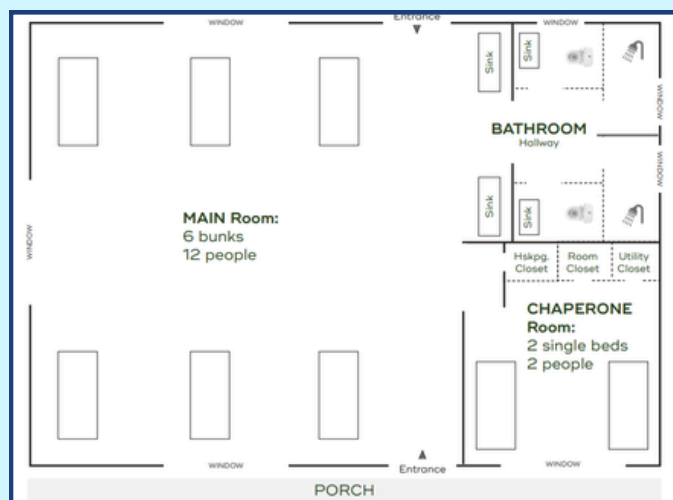 WINDOW
Entrance
WINDOW
Sink
Sink
WINDOW
BATHROOM
Hallway
WINDOW
Sink
Sink
MAIN Room:
6 bunks
12 people
WINDOW
Hskpg.
Closet
Room
Closet
Utility
Closet
CHAPERONE
Room:
2 single beds
2 people
WINDOW
Entrance
WINDOW
PORCH